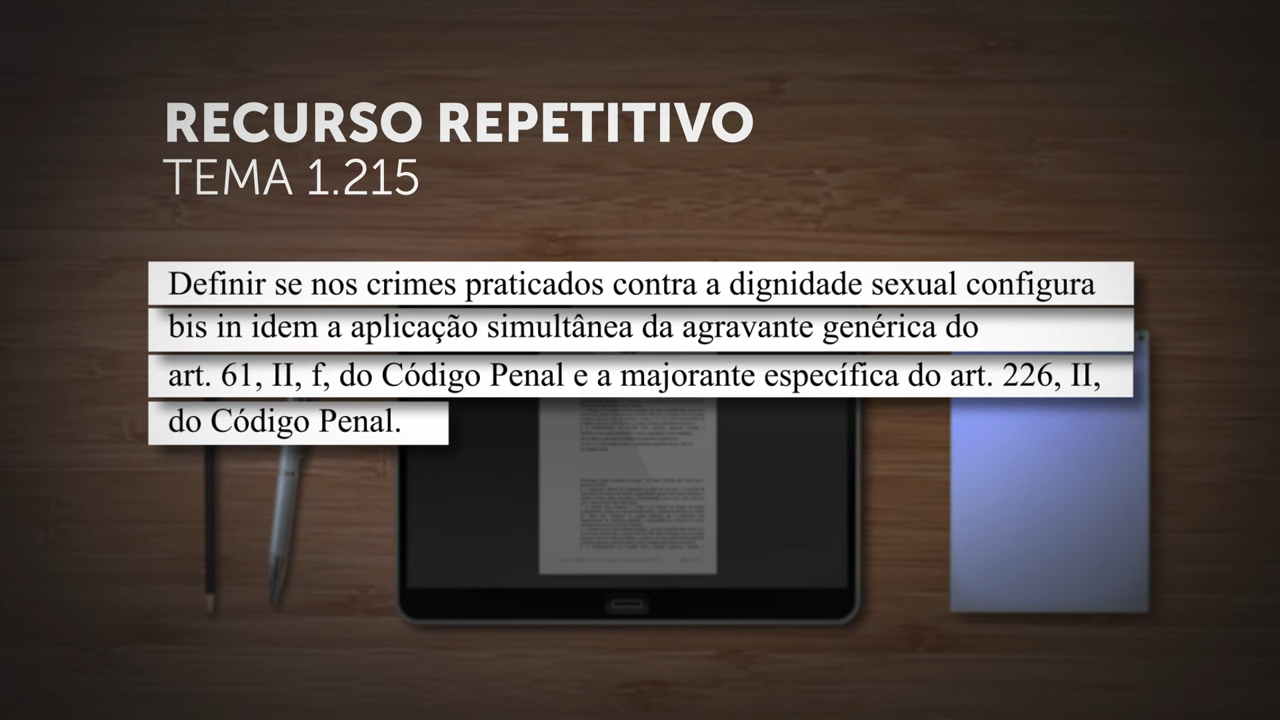 RECURSO REPETITIVO
TEMA 1.215
Definir se nos crimes praticados contra a dignidade sexual configura
bis in idem a aplicação simultânea da agravante genérica do
art. 61, II, f, do Código Penal e a majorante específica do art. 226, II,
do Código Penal.